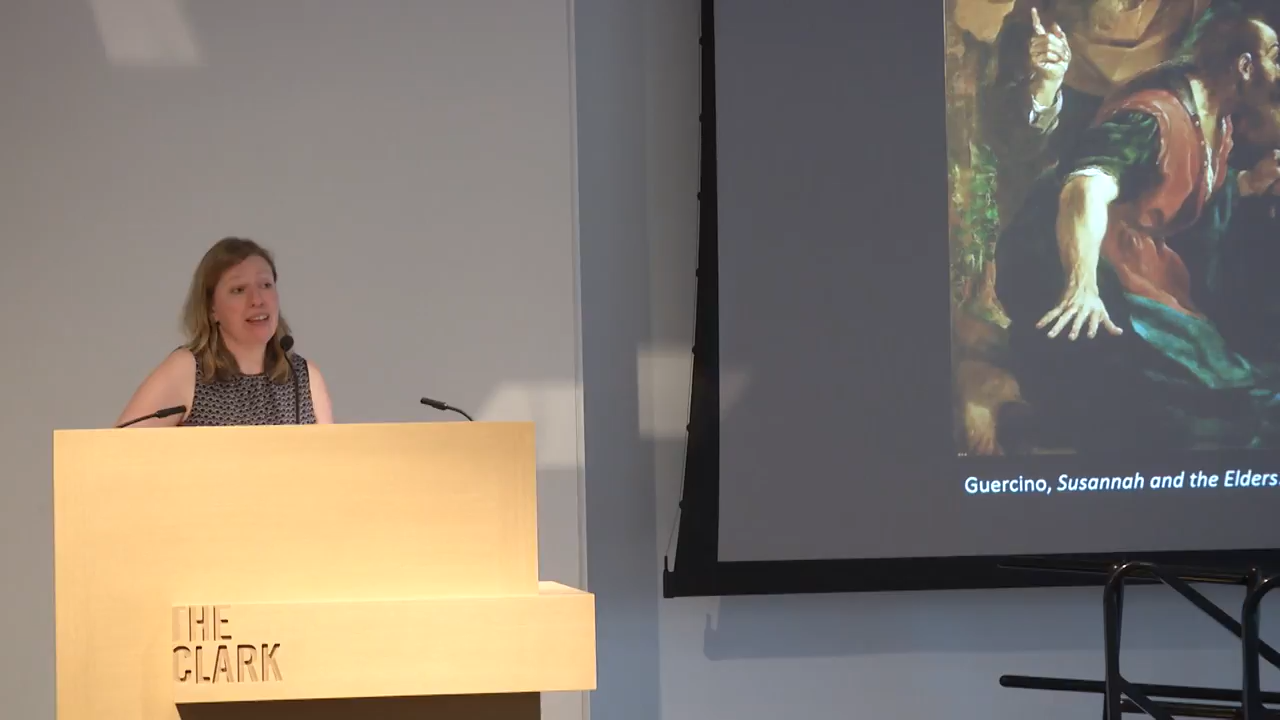 Guercino, Susannah and the Elders.
THE
CLARK